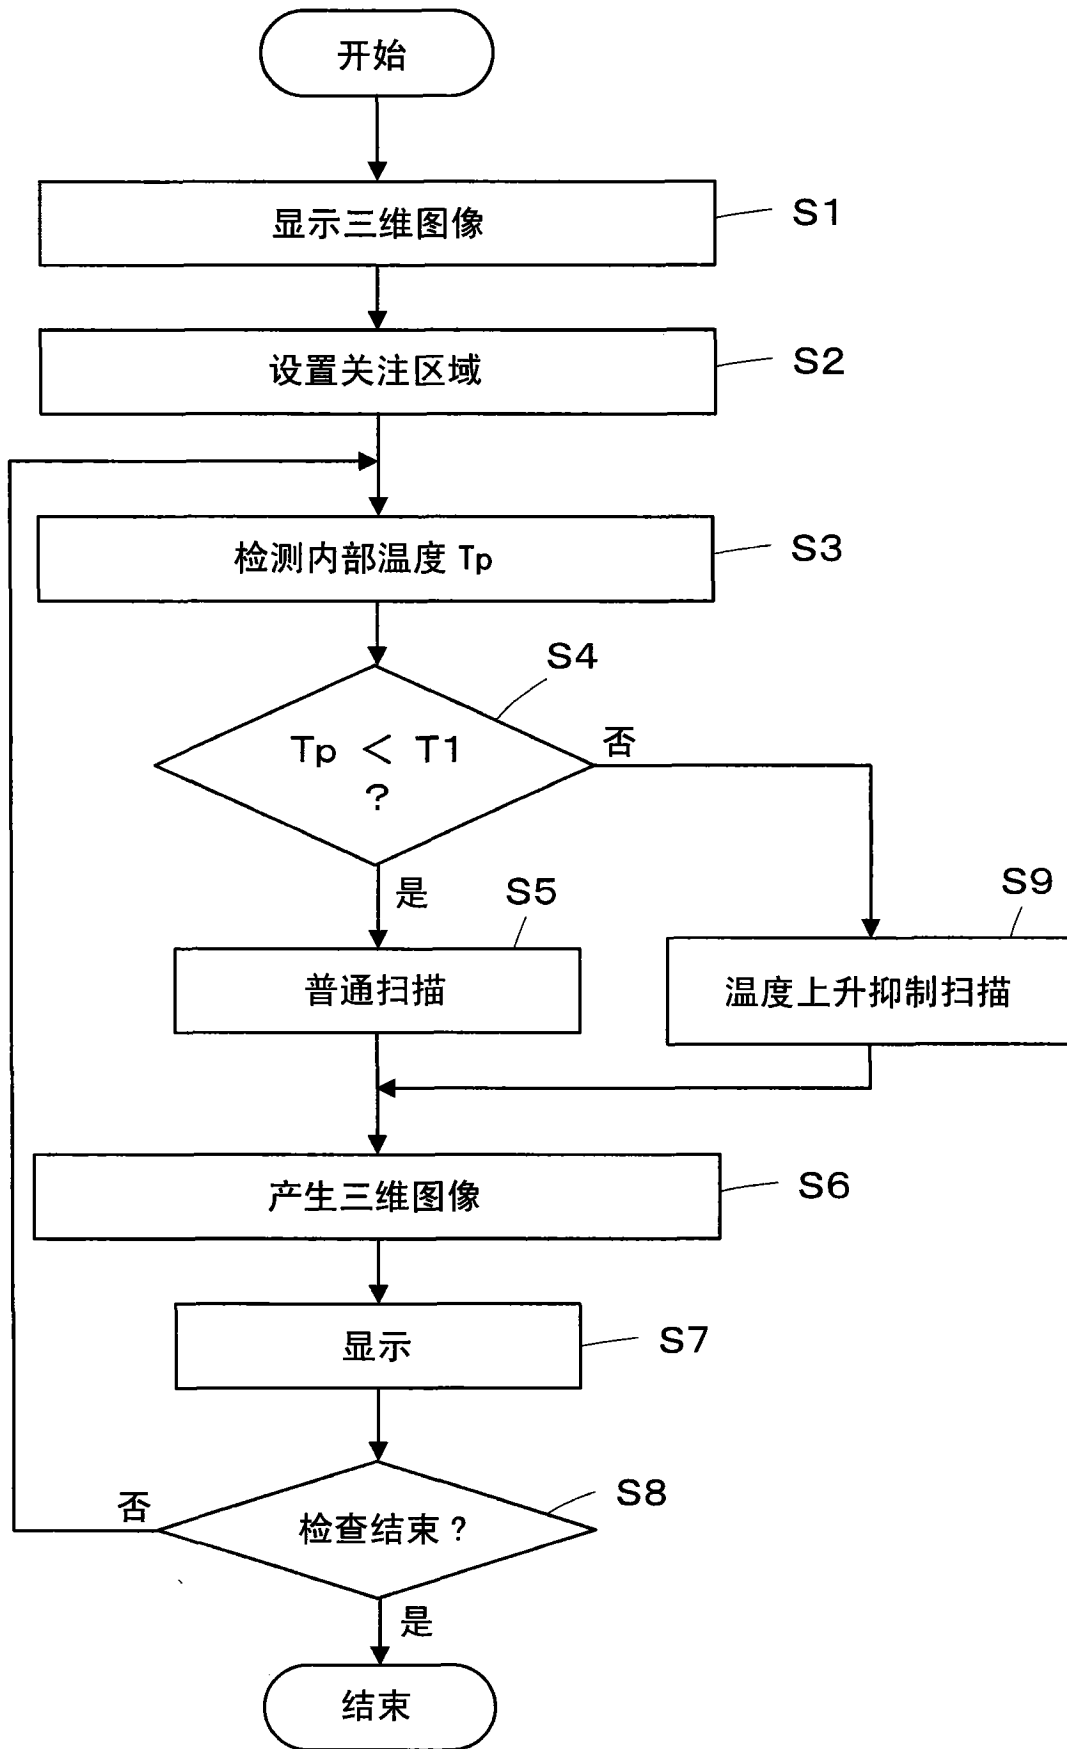 开始
显示三维图像
S1
设置关注区域
S2
检测内部温度 Tp
S3
S4
Tp < T1
?
否
是
S5
普通扫描
S9
温度上升抑制扫描
产生三维图像
S6
显示
S7
S8
检查结束?
否
是
结束